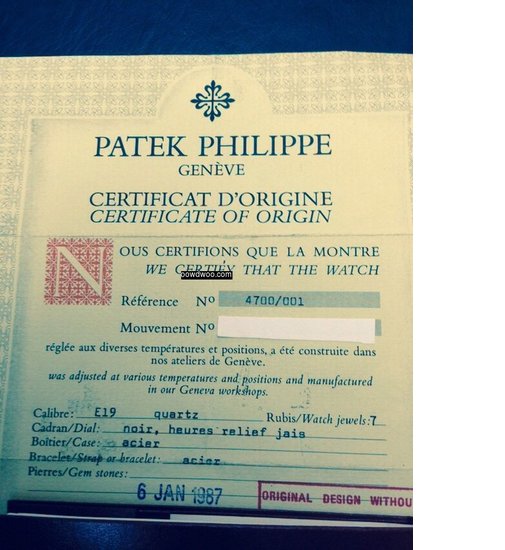 PATEK PHILIPPE
GENÈVE
CERTIFICAT D'ORIGINE
CERTIFICATE OF ORIGIN
NOUS CERTIFIONS QUE LA MONTRE
WE CERTIFY THAT THE WATCH
oowdwoo.com
Référence Nº 4700/001
Mouvement Nº
réglée aux diverses températures et positions, a été construite dans
nos ateliers de Genève.
was adjusted at various temperatures and positions and manufactured
in our Geneva workshops.
Calibre: E19 quartz Rubis/Watch jewels: 7
Cadran/Dial: noir, heures relief jais
Boîtier/Case: acier
Bracelet/Strap or bracelet: acier
Pierres/Gem stones:
6 JAN 1987
ORIGINAL DESIGN WITHOU